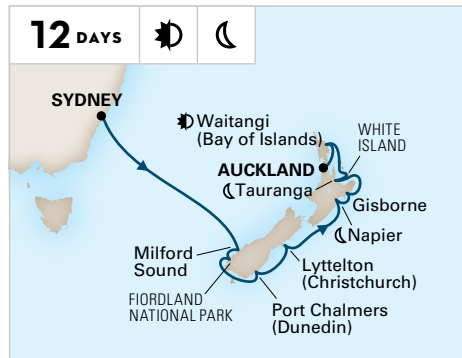 12 DAYS
SYDNEY
Waitangi
(Bay of Islands)
WHITE
ISLAND
AUCKLAND
Tauranga
Gisborne
Napier
Milford
Sound
Lyttelton
(Christchurch)
FIORDLAND
NATIONAL PARK
Port Chalmers
(Dunedin)